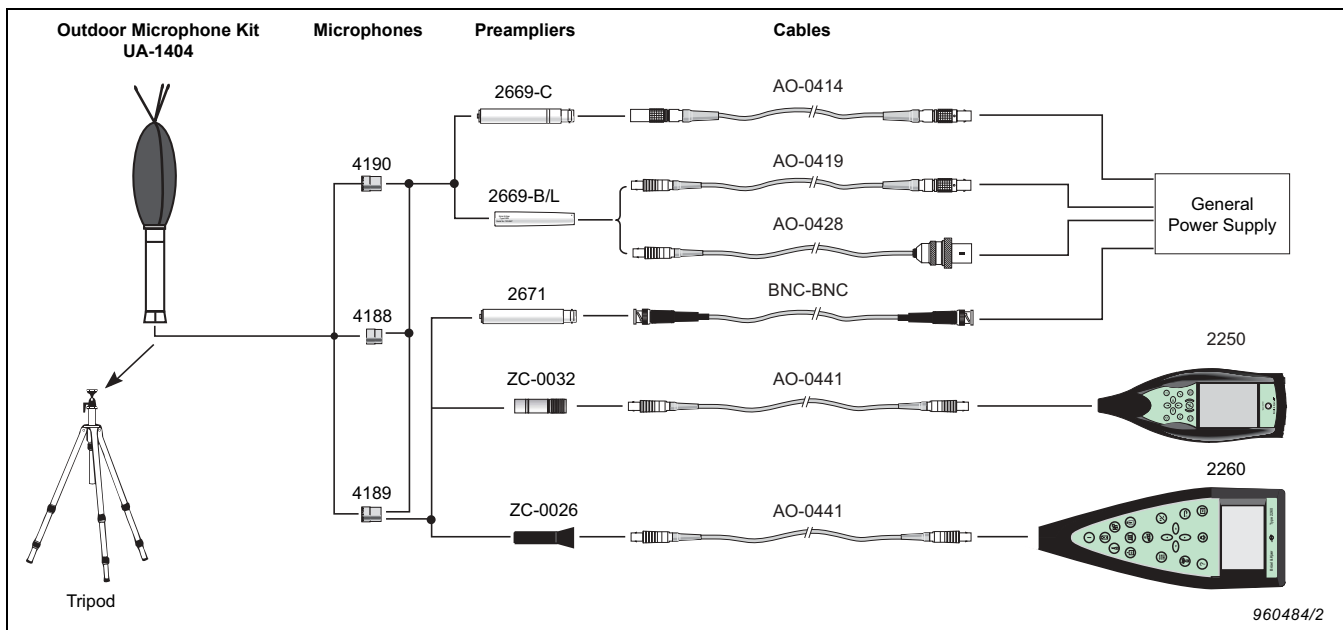 Outdoor Microphone Kit
UA-1404
Microphones
Preampliers
Cables
2669-C
AO-0414
4190
2669-B/L
AO-0419
AO-0428
General
Power Supply
4188
2671
BNC-BNC
2250
ZC-0032
AO-0441
4189
ZC-0026
AO-0441
2260
Tripod
960484/2